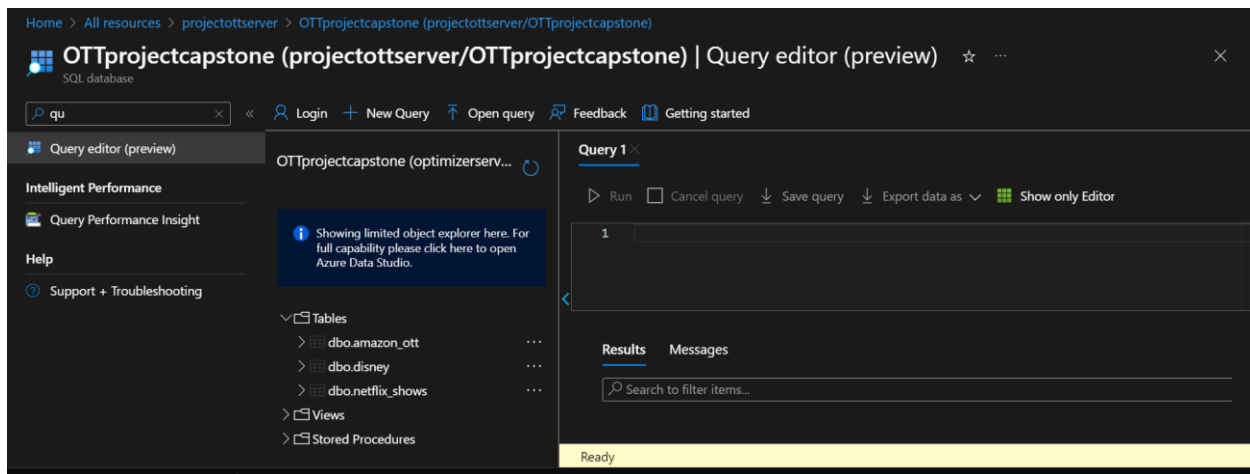 Home > All resources > projectottserver > OTTprojectcapstone (projectottserver/OTTprojectcapstone)
OTTprojectcapstone (projectottserver/OTTprojectcapstone) | Query editor (preview)
SQL database
qu
Login
New Query
Open query
Feedback
Getting started
Query editor (preview)
Intelligent Performance
Query Performance Insight
Help
Support + Troubleshooting
OTTprojectcapstone (optimizerserv...
Showing limited object explorer here. For
full capability please click here to open
Azure Data Studio.
Tables
dbo.amazon_ott
dbo.disney
dbo.netflix_shows
Views
Stored Procedures
Query 1
Run
Cancel query
Save query
Export data as
Show only Editor
1
Results
Messages
Search to filter items...
Ready